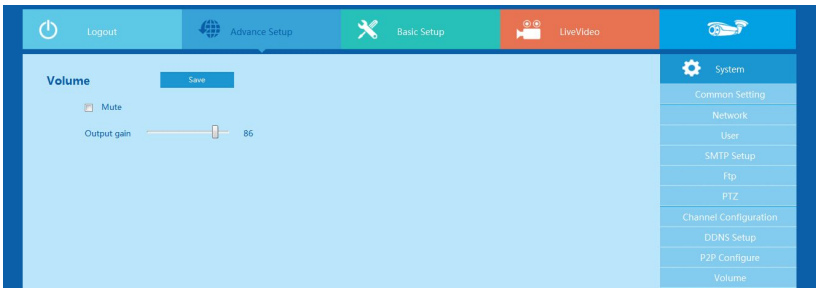 Logout
Advance Setup
Basic Setup
LiveVideo
Volume
Save
Mute
Output gain
86
System
Common Setting
Network
User
SMTP Setup
Ftp
PTZ
Channel Configuration
DDNS Setup
P2P Configure
Volume